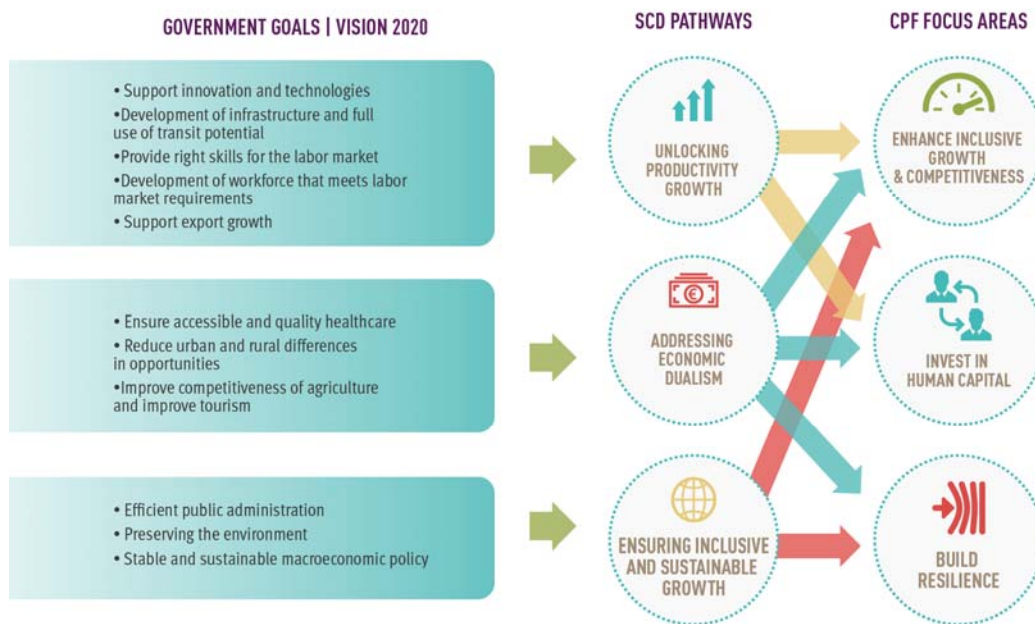 GOVERNMENT GOALS | VISION 2020
• Support innovation and technologies
•Development of infrastructure and full
use of transit potential
•Provide right skills for the labor market
• Development of workforce that meets labor
market requirements
• Support export growth
• Ensure accessible and quality healthcare
• Reduce urban and rural differences
in opportunities
•Improve competitiveness of agriculture
and improve tourism
• Efficient public administration
• Preserving the environment
• Stable and sustainable macroeconomic policy
SCD PATHWAYS
UNLOCKING
PRODUCTIVITY
GROWTH
€
ADDRESSING
ECONOMIC
DUALISM
ENSURING INCLUSIVE
AND SUSTAINABLE
GROWTH
CPF FOCUS AREAS
ENHANCE INCLUSIVE
GROWTH
& COMPETITIVENESS
INVEST IN
HUMAN CAPITAL
BUILD
RESILIENCE